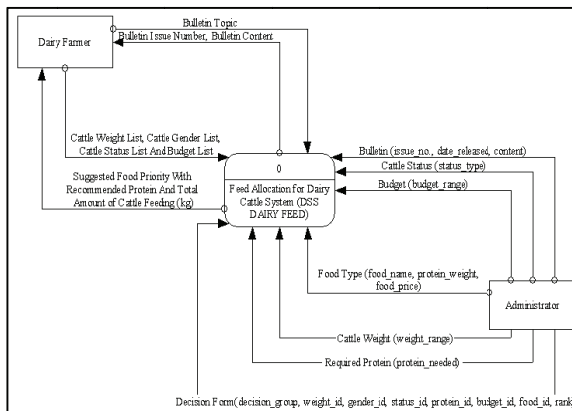 Bulletin Topic
Bulletin Issue Number, Bulletin Content
Dairy Farmer
Cattle Weight List, Cattle Gender List,
Cattle Status List And Budget List
Suggested Food Priority With
Recommended Protein And Total
Amount of Cattle Feeding (kg)
0
Feed Allocation for Dairy
Cattle System (DSS
DAIRY FEED)
Bulletin (issue_no., date_released, content)
Cattle Status (status_type)
Budget (budget_range)
Food Type (food_name, protein_weight,
food_price)
Administrator
Cattle Weight (weight_range)
Required Protein (protein_needed)
Decision Form(decision_group, weight_id, gender_id, status_id, protein_id, budget_id, food_id, rank